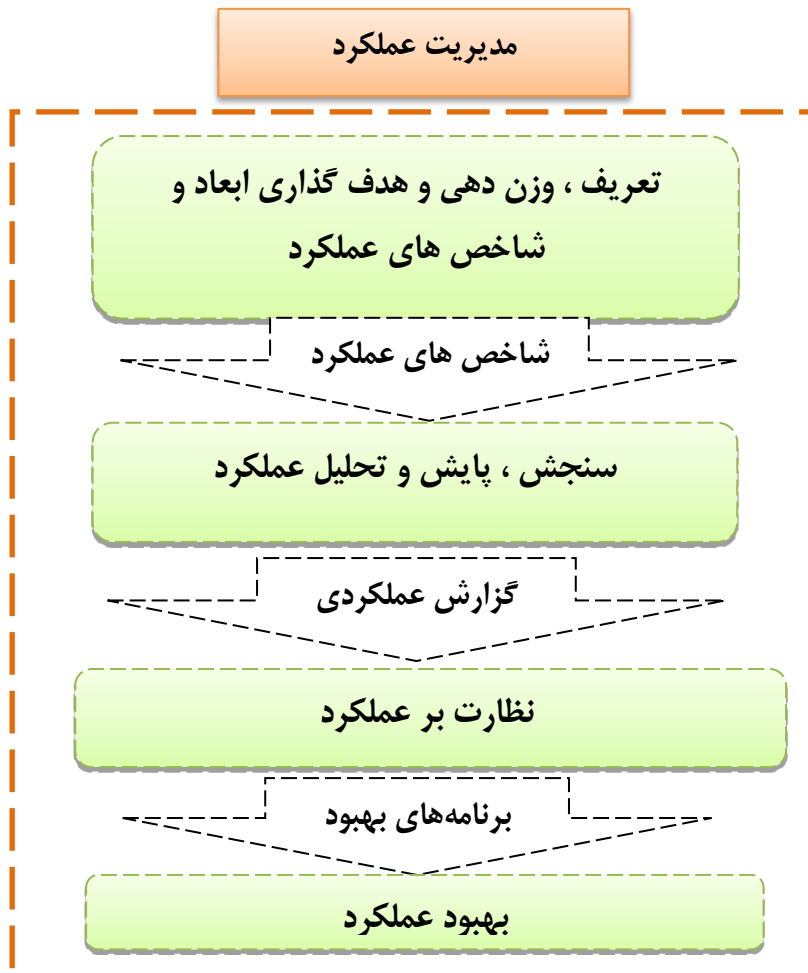 مدیریت عملکرد
تعریف ، وزن دهی و هدف گذاری ابعاد و
شاخص های عملکرد
شاخص های عملکرد
سنجش ، پایش و تحلیل عملکرد
گزارش عملکردی
نظارت بر عملکرد
برنامه‌های بهبود
بهبود عملکرد